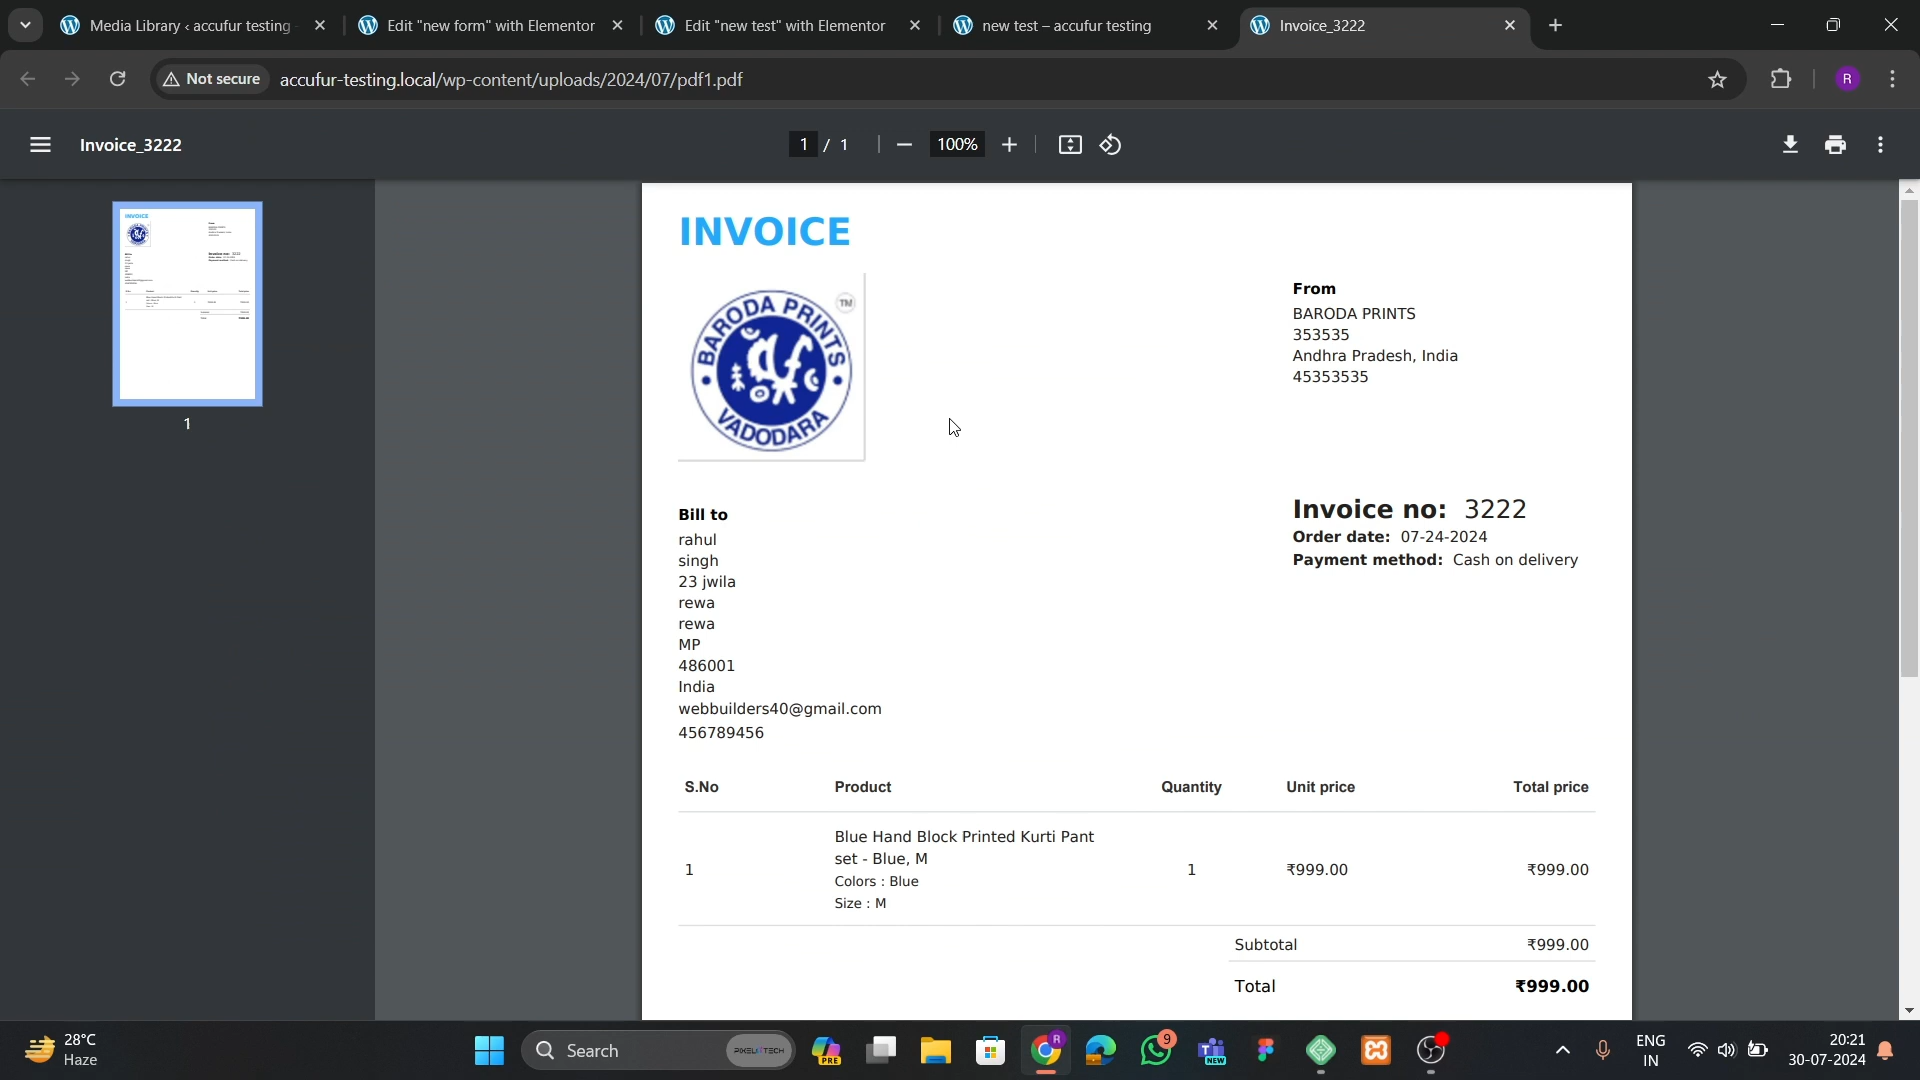 Media Library ‹ accufur testing
Edit "new form" with Elementor
Edit "new test" with Elementor
new test – accufur testing
Invoice_3222
Not secure
accufur-testing.local/wp-content/uploads/2024/07/pdf1.pdf
R
Invoice_3222
1 / 1
100%
1
INVOICE
BARODA PRINTS
VADODARA
TM
From
BARODA PRINTS
353535
Andhra Pradesh, India
45353535
Bill to
rahul
singh
23 jwila
rewa
rewa
MP
486001
India
webbuilders40@gmail.com
456789456
Invoice no: 3222
Order date: 07-24-2024
Payment method: Cash on delivery
S.No Product Quantity Unit price Total price
1 Blue Hand Block Printed Kurti Pant 1 ₹999.00 ₹999.00
set - Blue, M
Colors : Blue
Size : M
Subtotal ₹999.00
Total ₹999.00
28°C
Haze
Search
PRE
R
9
NEW
ENG
IN
20:21
30-07-2024